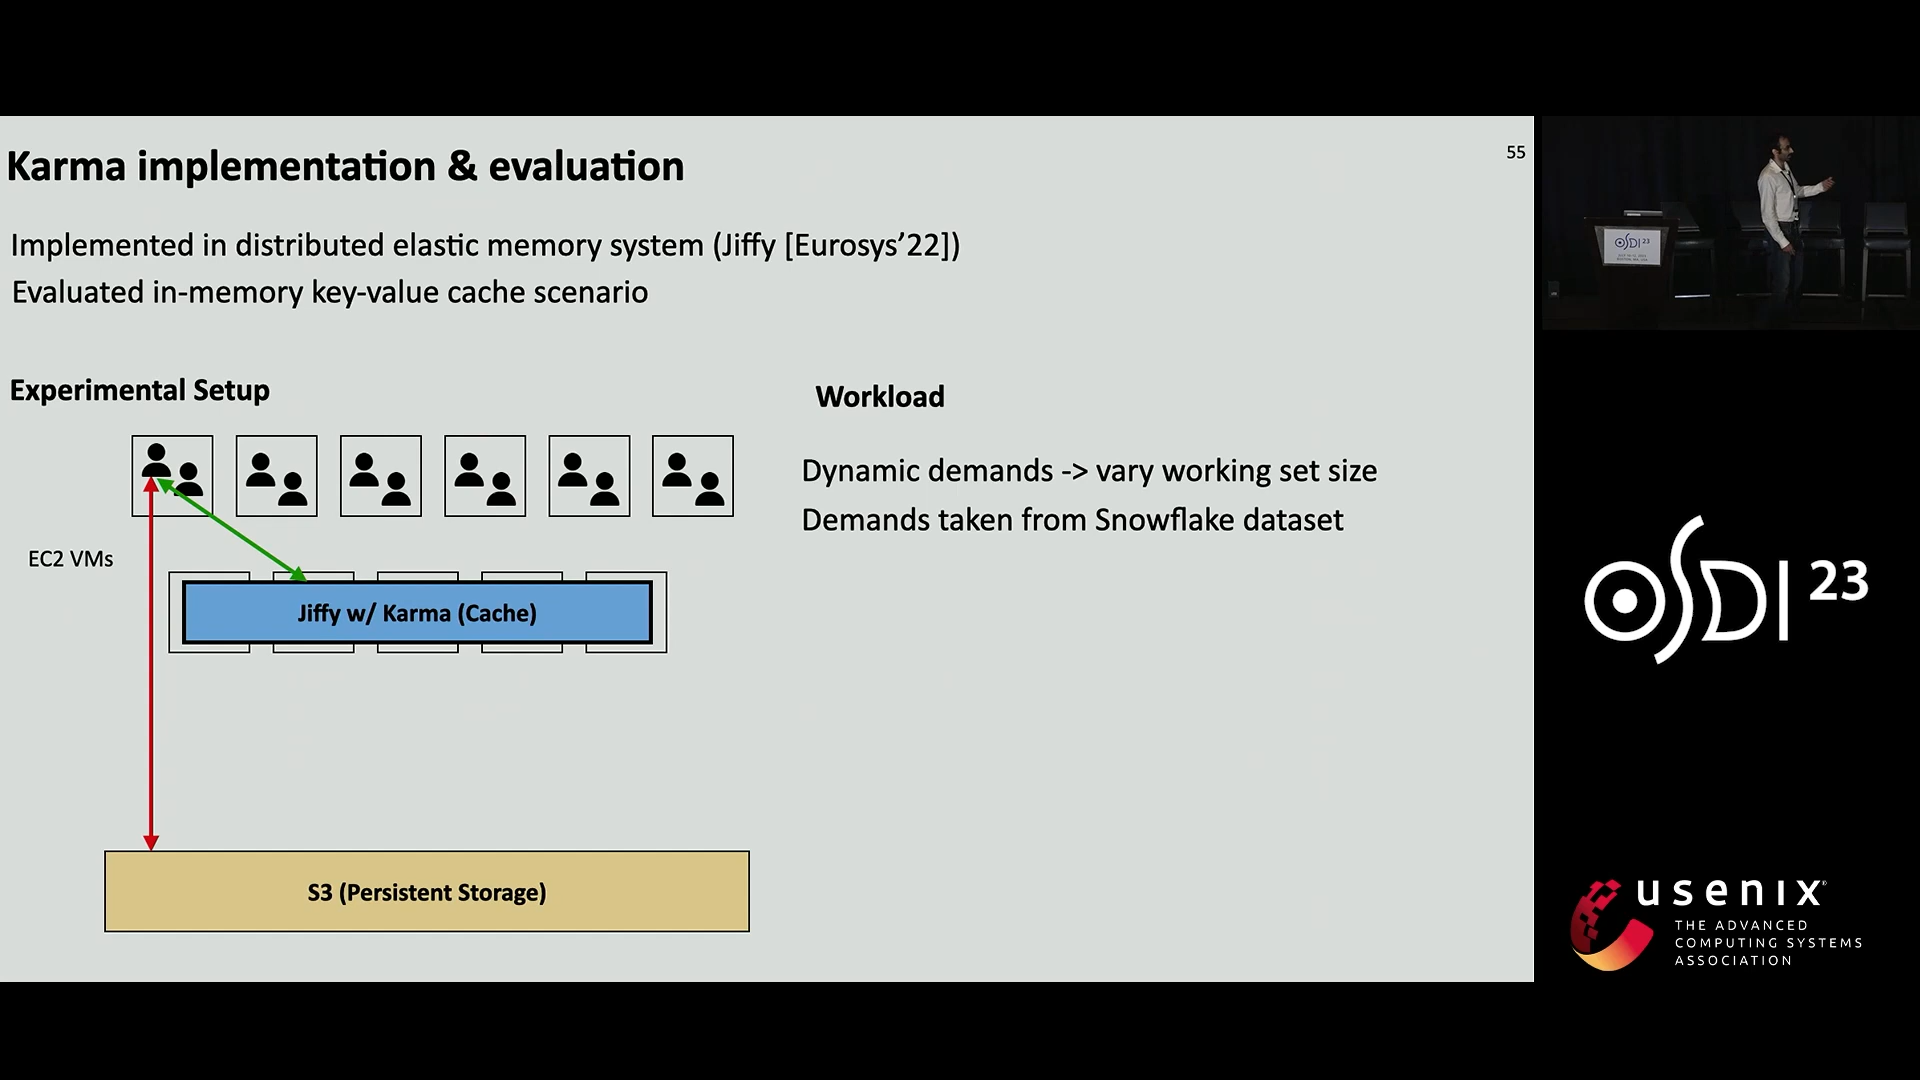 Karma implementation & evaluation
55
Implemented in distributed elastic memory system (Jiffy [Eurosys’22])
Evaluated in-memory key-value cache scenario
Experimental Setup
Workload
Dynamic demands -> vary working set size
Demands taken from Snowflake dataset
EC2 VMs
Jiffy w/ Karma (Cache)
S3 (Persistent Storage)
OSDI 23
OSDI 23
usenix
THE ADVANCED
COMPUTING SYSTEMS
ASSOCIATION